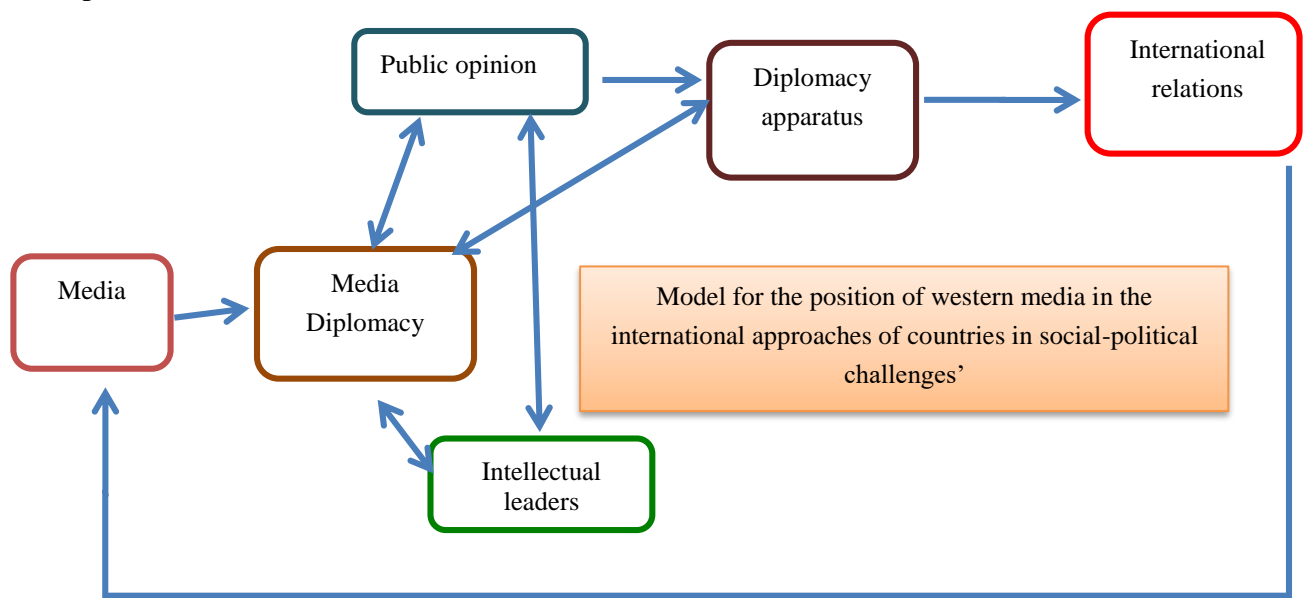 Public opinion
Diplomacy
apparatus
International
relations
Media
Media
Diplomacy
Model for the position of western media in the
international approaches of countries in social-political
challenges’
Intellectual
leaders